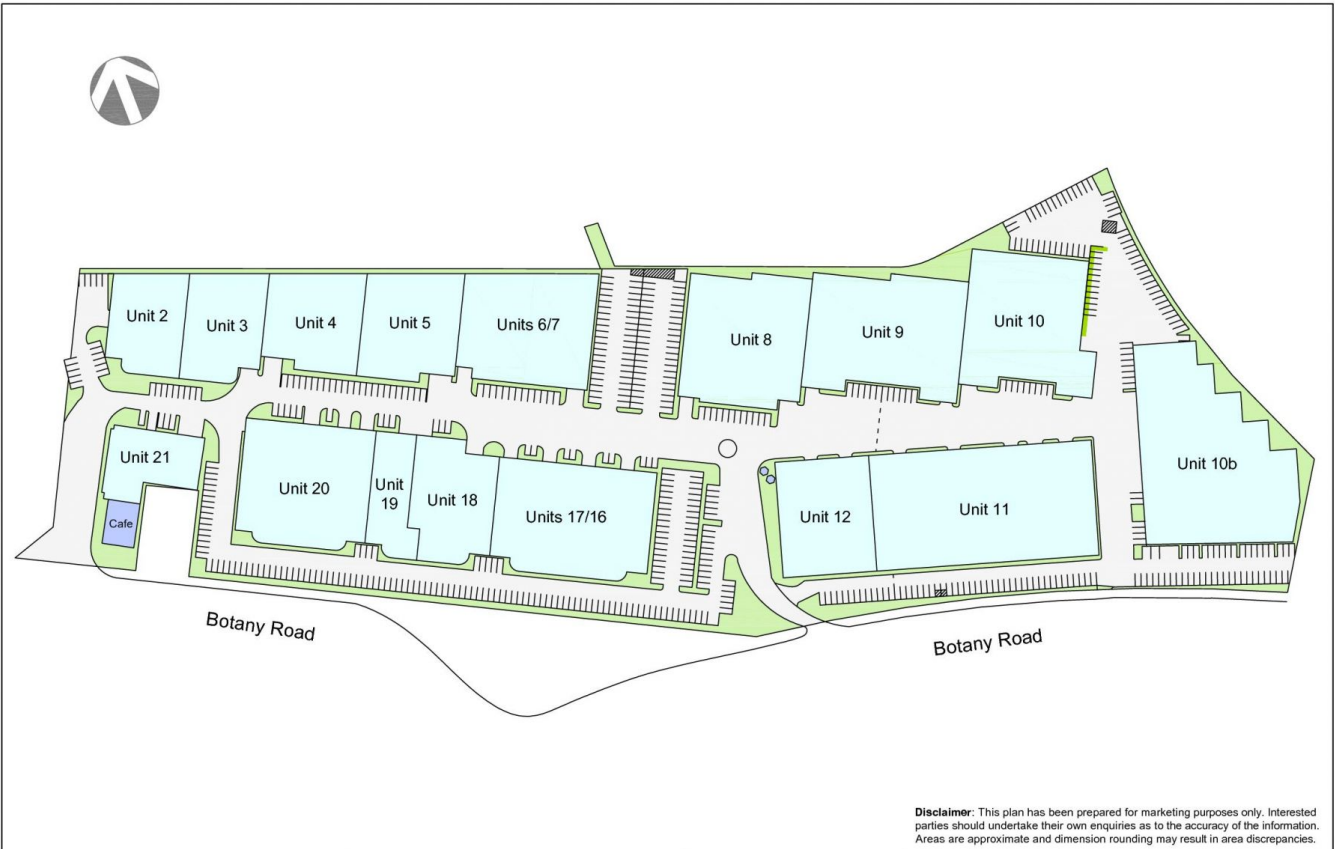 Unit 2
Unit 3
Unit 4
Unit 5
Units 6/7
Unit 8
Unit 9
Unit 10
Unit 21
Cafe
Unit 20
Unit
19
Unit 18
Units 17/16
Unit 12
Unit 11
Unit 10b
Botany Road
Botany Road
Disclaimer: This plan has been prepared for marketing purposes only. Interested
parties should undertake their own enquiries as to the accuracy of the information.
Areas are approximate and dimension rounding may result in area discrepancies.